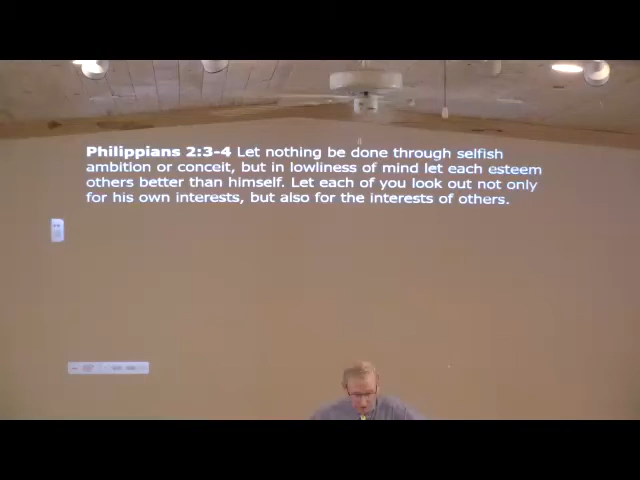 Philippians 2:3-4 Let nothing be done through selfish
ambition or conceit, but in lowliness of mind let each esteem
others better than himself. Let each of you look out not only
for his own interests, but also for the interests of others.